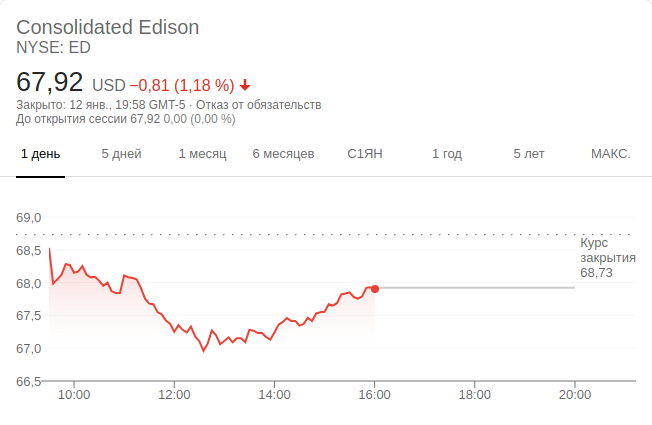 Consolidated Edison
NYSE: ED
67,92 USD −0,81 (1,18 %)
Закрыто: 12 янв., 19:58 GMT-5 · Отказ от обязательств
До открытия сессии 67,92 0,00 (0,00 %)
1 день 5 дней 1 месяц 6 месяцев С1ЯН 1 год 5 лет МАКС.
69,0
68,5
68,0
67,5
67,0
66,5
Курс
закрытия
68,73
10:00 12:00 14:00 16:00 18:00 20:00